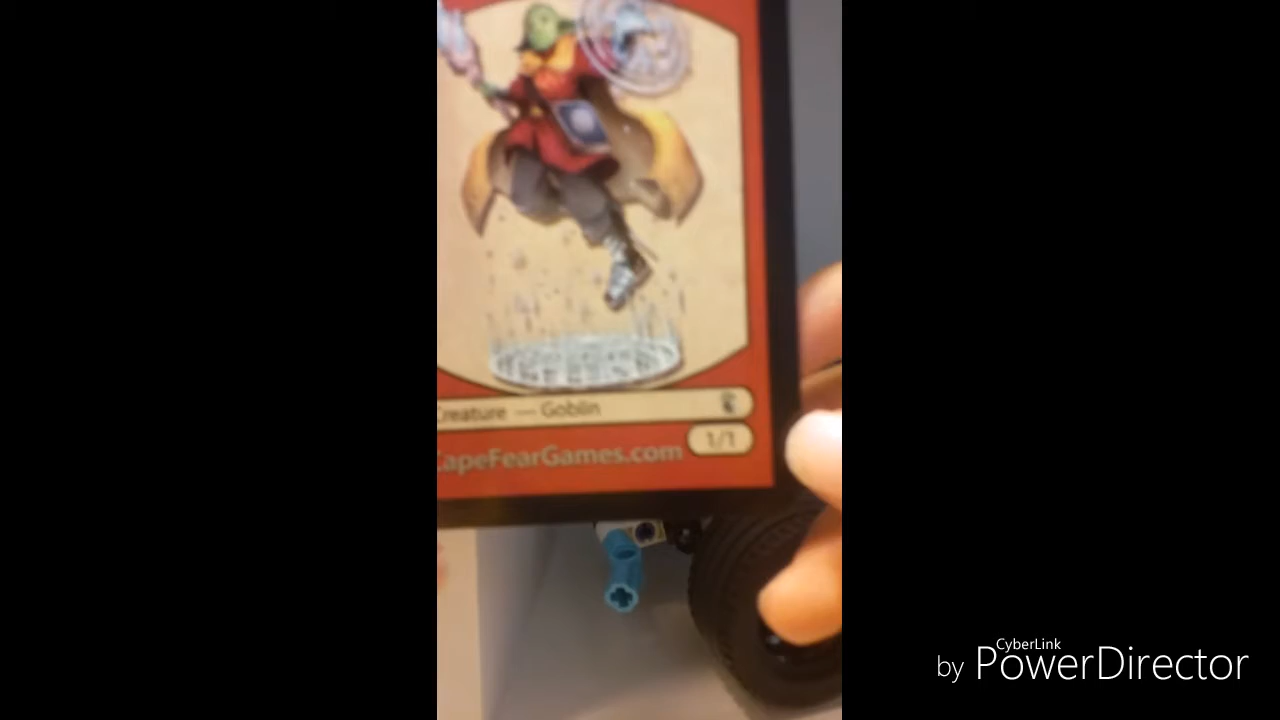 Creature — Goblin
1/1
CapeFearGames.com
CyberLink
by PowerDirector